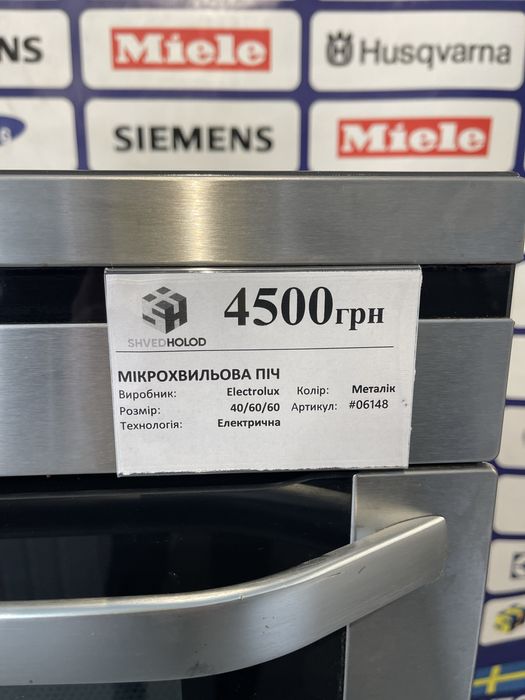 NS Miele Husqvarna
SIEMENS Miele
4500грн
SHVEDHOLOD
МІКРОХВИЛЬОВА ПІЧ
Виробник: Electrolux Колір: Металік
Розмір: 40/60/60 Артикул: #06148
Технологія: Електрична